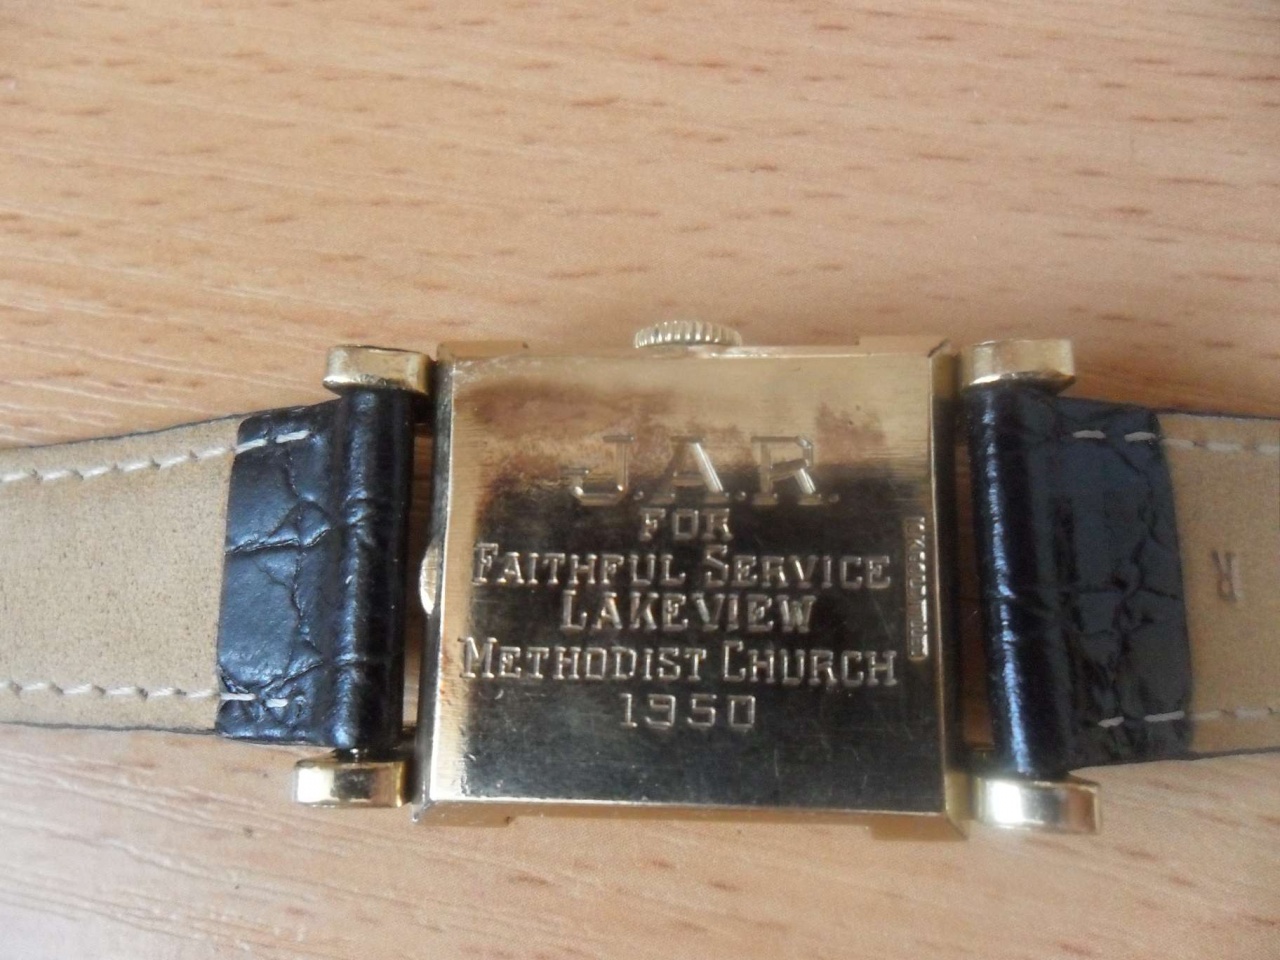 J.A.R.
FOR
FAITHFUL SERVICE
LAKEVIEW
METHODIST CHURCH
1950
R